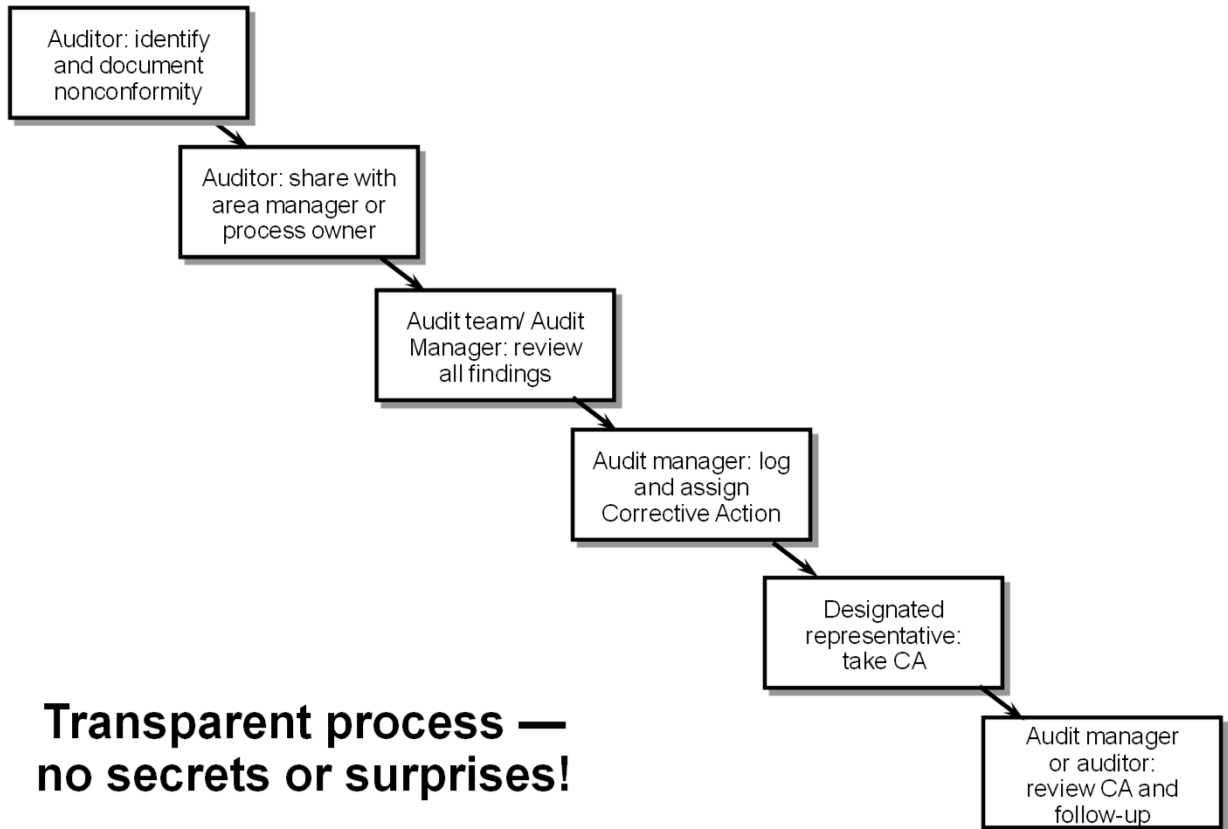 Auditor: identify
and document
nonconformity
Auditor: share with
area manager or
process owner
Audit team/ Audit
Manager: review
all findings
Audit manager: log
and assign
Corrective Action
Designated
representative:
take CA
Audit manager
or auditor:
review CA and
follow-up
Transparent process —
no secrets or surprises!